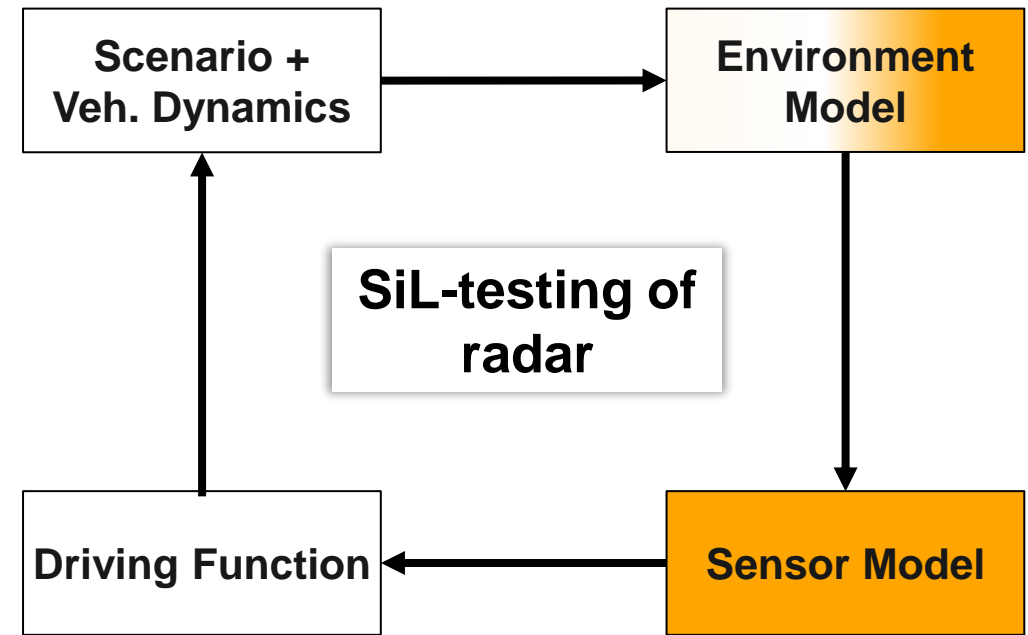 Scenario +
Veh. Dynamics
Environment
Model
SiL-testing of
radar
Driving Function
Sensor Model